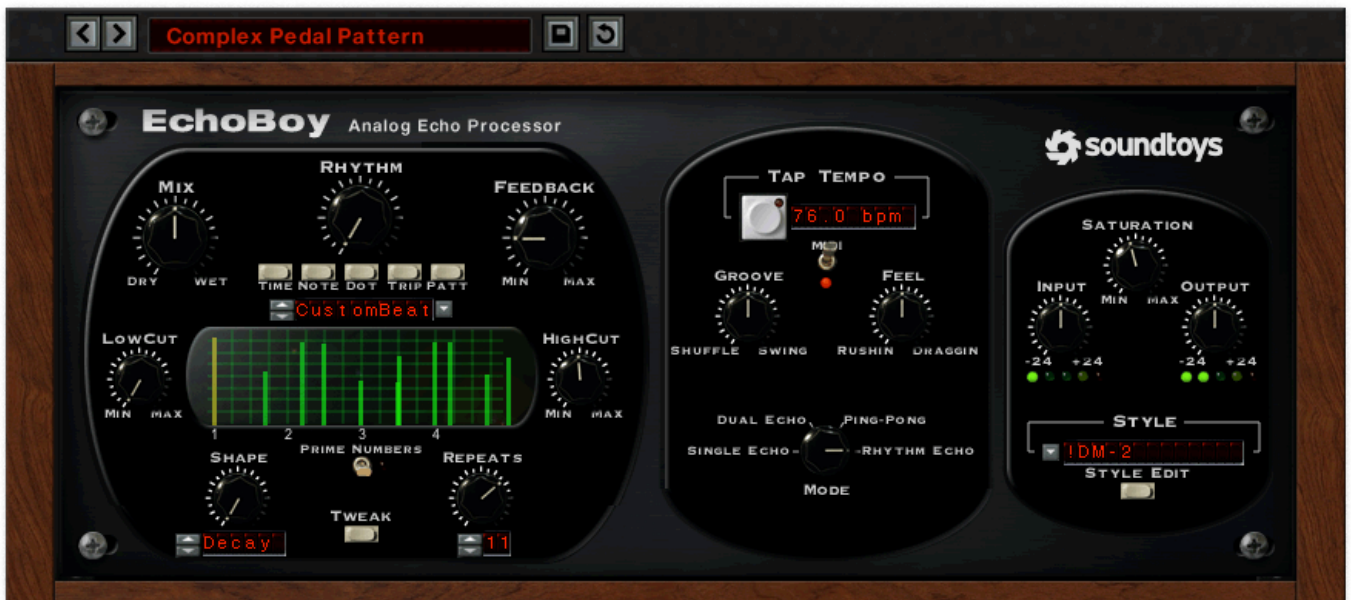 Complex Pedal Pattern
EchoBoy Analog Echo Processor
soundtoys
MIX
RHYTHM
FEEDBACK
DRY WET
TIME NOTE DOT TRIP PATT
MIN MAX
CustomBeat
LOWCUT
MIN MAX
HIGHCUT
MIN MAX
1 2 3 4
PRIME NUMBERS
SHAPE
REPEATS
TWEAK
Decay
11
TAP TEMPO
76.0 bpm
MIDI
GROOVE
FEEL
SHUFFLE SWING
RUSHIN DRAGGIN
DUAL ECHO PING-PONG
SINGLE ECHO RHYTHM ECHO
MODE
SATURATION
MIN MAX
INPUT
OUTPUT
-24 +24
-24 +24
STYLE
!DM-2
STYLE EDIT